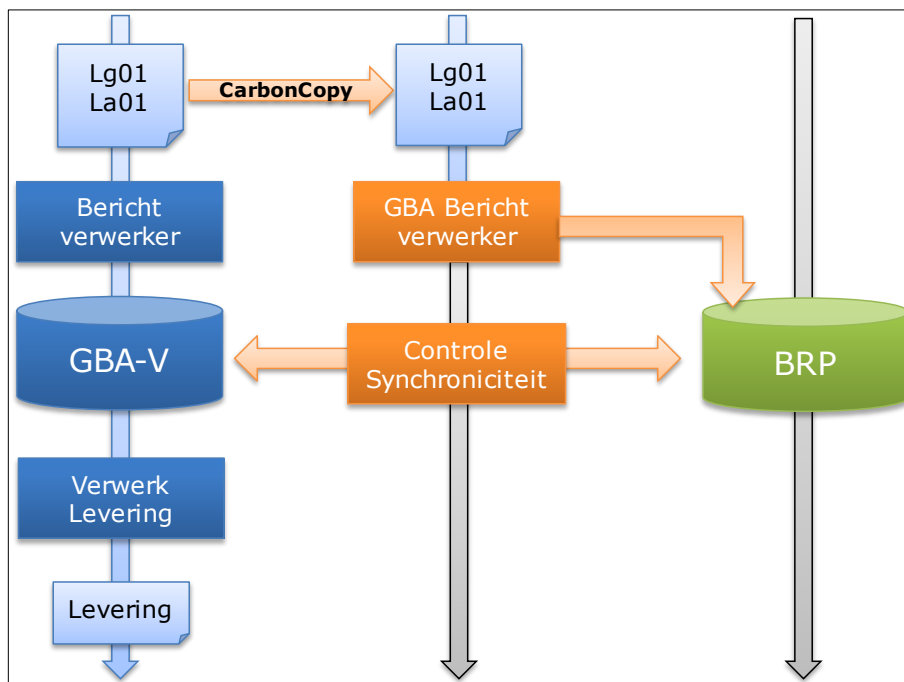 Lg01
La01
CarbonCopy
Lg01
La01
Bericht
verwerker
GBA Bericht
verwerker
GBA-V
Controle
Synchroniciteit
BRP
Verwerk
Levering
Levering